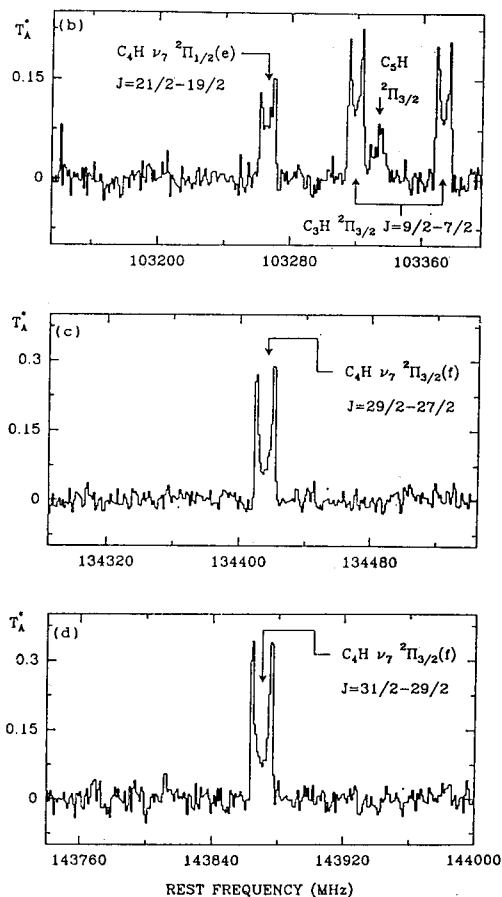 T*A (b)
C4H ν7 ²Π1/2(e)
J=21/2−19/2
C5H
²Π3/2
0.15
0
C3H ²Π3/2 J=9/2−7/2
103200 103280 103360
T*A (c)
0.3
C4H ν7 ²Π3/2(f)
J=29/2−27/2
0.15
0
134320 134400 134480
T*A (d)
0.3
C4H ν7 ²Π3/2(f)
J=31/2−29/2
0.15
0
143760 143840 143920 144000
REST FREQUENCY (MHz)